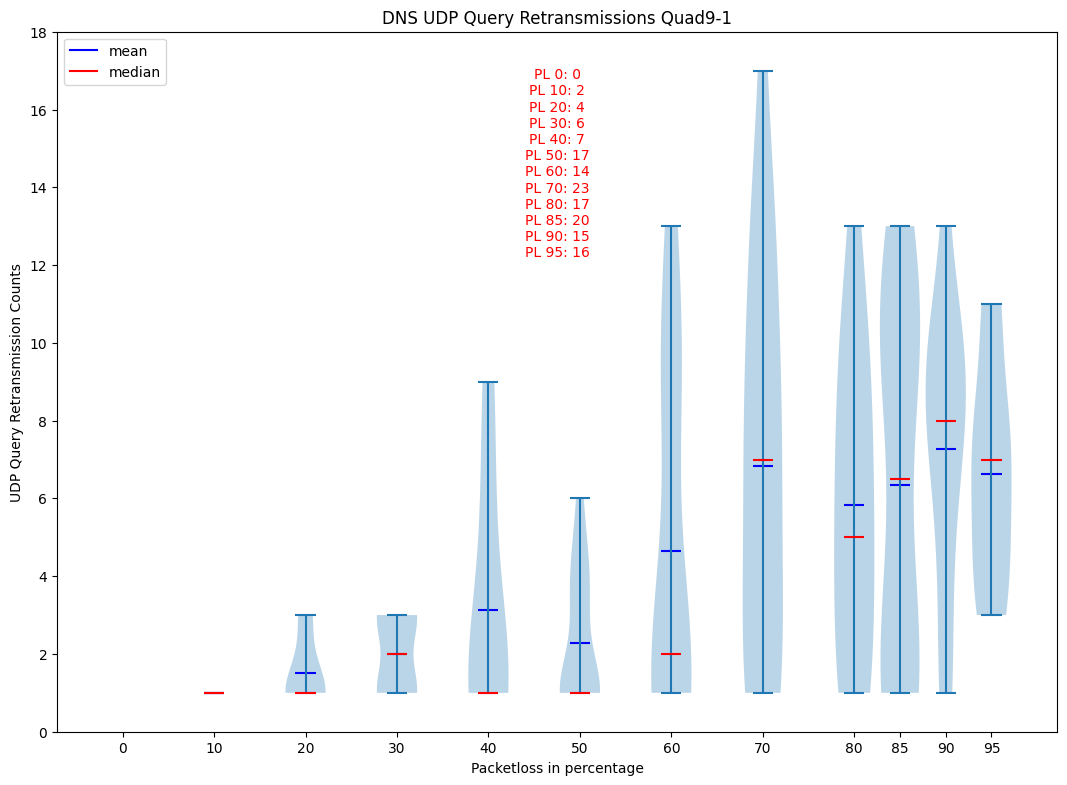 DNS UDP Query Retransmissions Quad9-1
mean
median
PL 0: 0
PL 10: 2
PL 20: 4
PL 30: 6
PL 40: 7
PL 50: 17
PL 60: 14
PL 70: 23
PL 80: 17
PL 85: 20
PL 90: 15
PL 95: 16
UDP Query Retransmission Counts
18
16
14
12
10
8
6
4
2
0
0 10 20 30 40 50 60 70 80 85 90 95
Packetloss in percentage